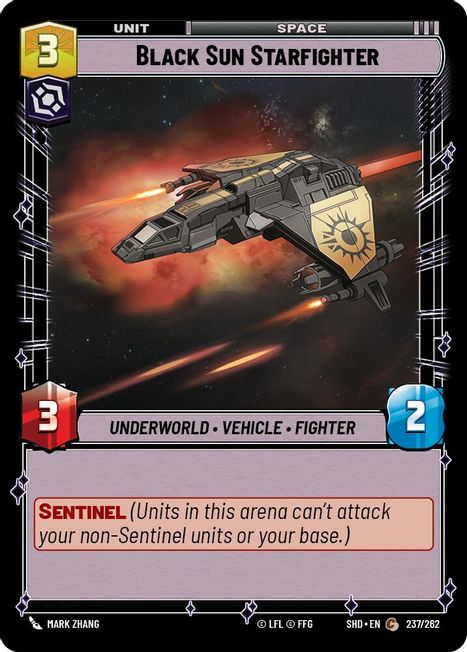 UNIT
SPACE
3
BLACK SUN STARFIGHTER
3
UNDERWORLD • VEHICLE • FIGHTER
2
SENTINEL (Units in this arena can't attack
your non-Sentinel units or your base.)
MARK ZHANG
© LFL © FFG
SHD • EN
C
237/262